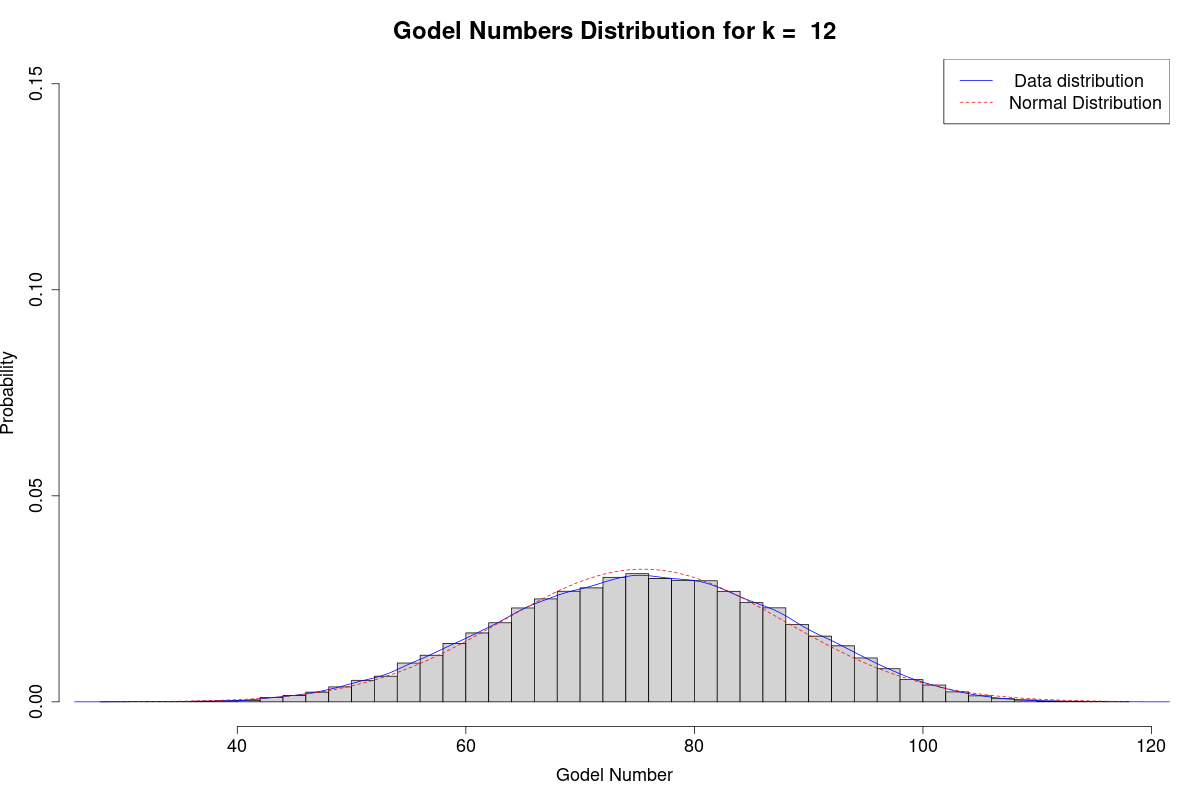 Godel Numbers Distribution for k =  12
Data distribution
Normal Distribution
0.15
0.10
0.05
0.00
Probability
40
60
80
100
120
Godel Number